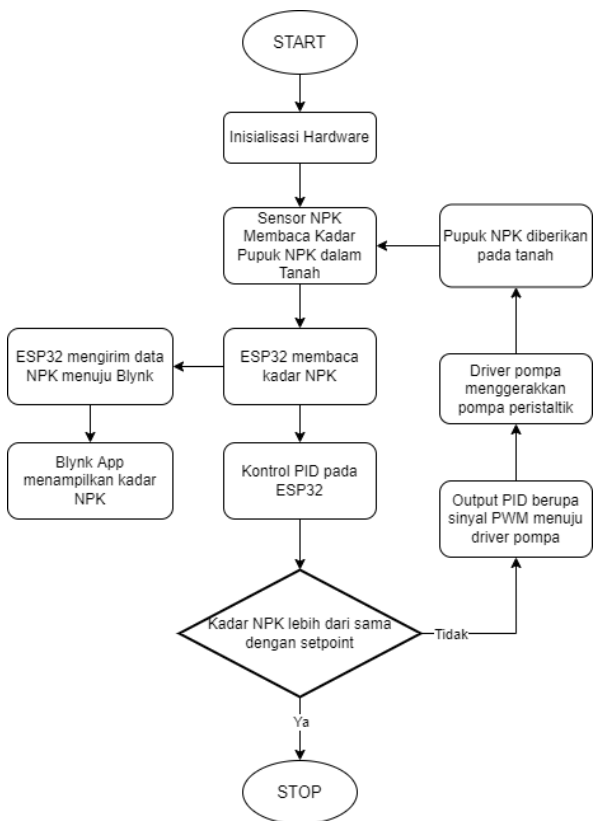 START
Inisialisasi Hardware
Sensor NPK
Membaca Kadar
Pupuk NPK dalam
Tanah
Pupuk NPK diberikan
pada tanah
ESP32 mengirim data
NPK menuju Blynk
ESP32 membaca
kadar NPK
Driver pompa
menggerakkan
pompa peristaltik
Blynk App
menampilkan kadar
NPK
Kontrol PID pada
ESP32
Output PID berupa
sinyal PWM menuju
driver pompa
Kadar NPK lebih dari sama
dengan setpoint
Tidak
Ya
STOP